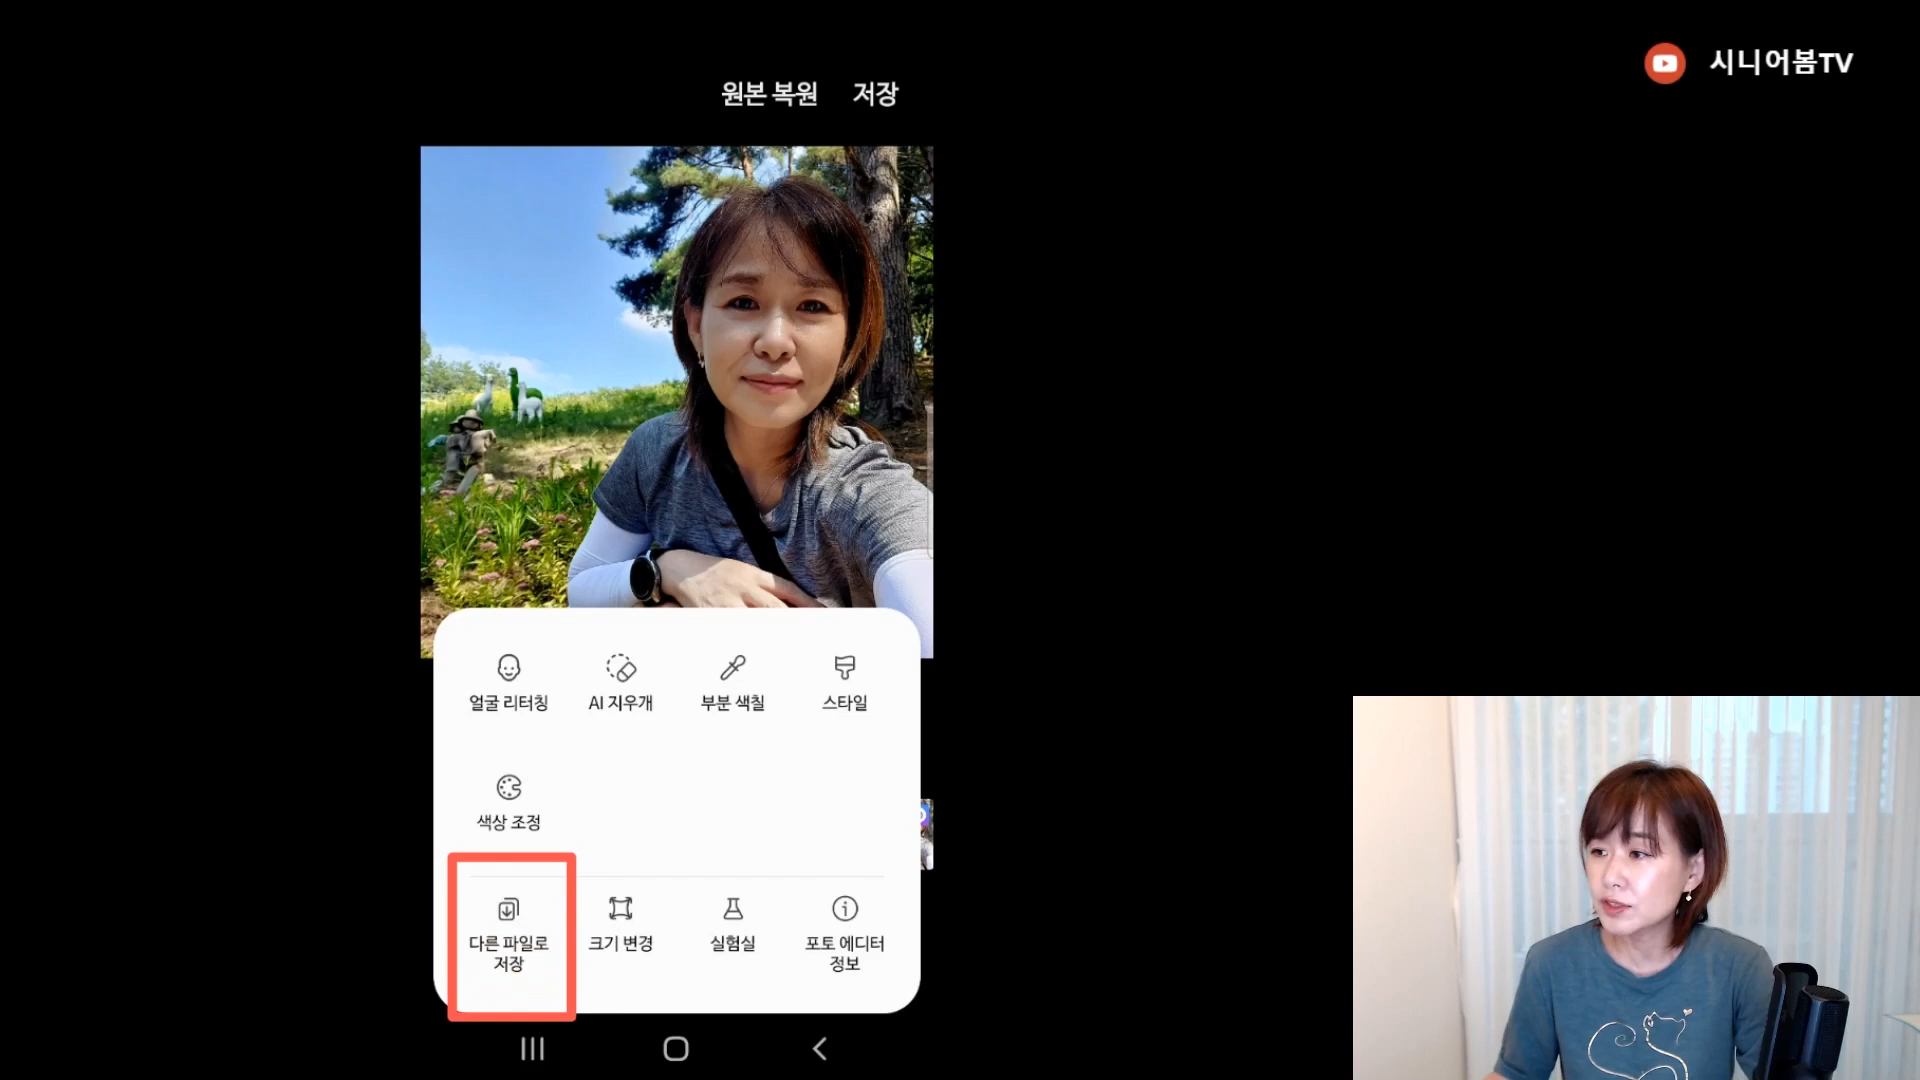 시니어봄TV
원본 복원 저장
얼굴 리터칭 AI 지우개 부분 색칠 스타일
색상 조정
다른 파일로 저장 크기 변경 실험실 포토 에디터 정보